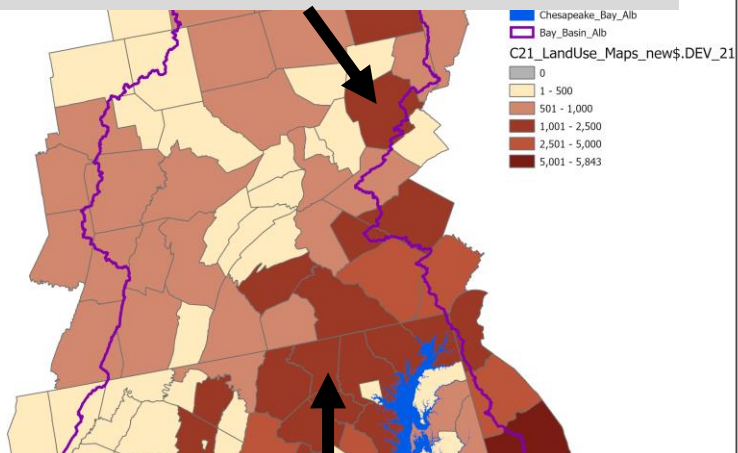 Chesapeake_Bay_Alb
Bay_Basin_Alb
C21_LandUse_Maps_new$.DEV_21
0
1 - 500
501 - 1,000
1,001 - 2,500
2,501 - 5,000
5,001 - 5,843